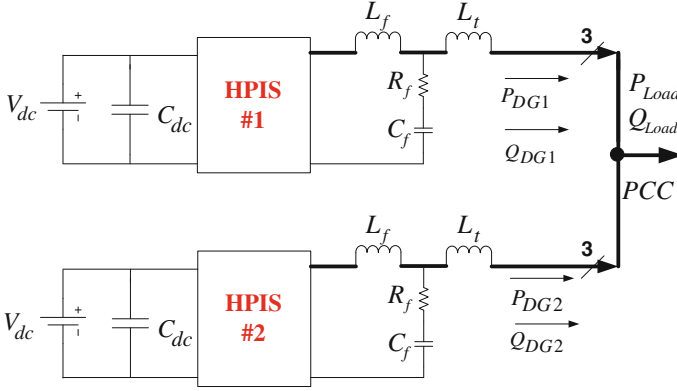 L_f L_t
3
V_dc + - C_dc HPIS #1 R_f C_f
P_DG1
Q_DG1
P_Load
Q_Load
PCC
L_f L_t
3
V_dc + - C_dc HPIS #2 R_f C_f
P_DG2
Q_DG2